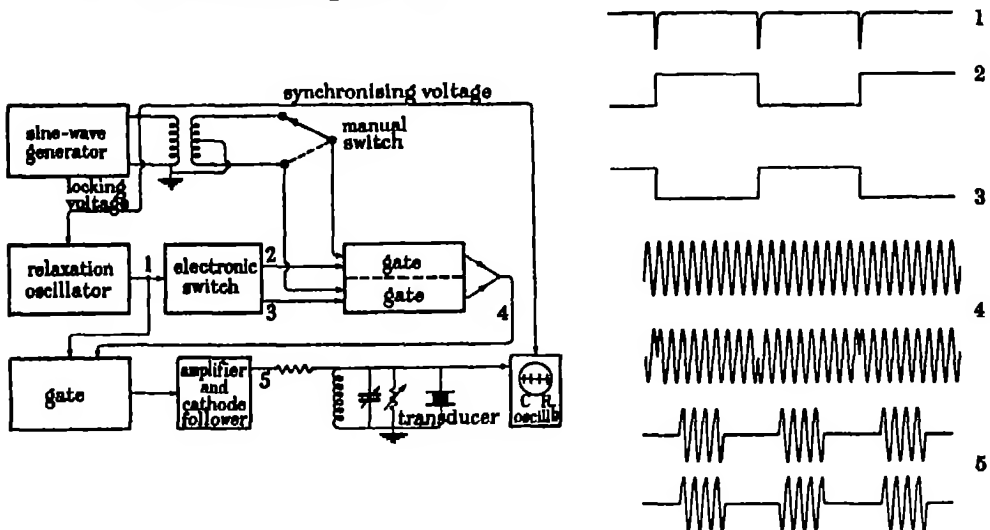 synchronising voltage
sine-wave
generator
manual
switch
locking
voltage
relaxation
oscillator
1
electronic
switch
2
3
gate
gate
4
gate
amplifier
and
cathode
follower
5
transducer
C R
oscillo
1
2
3
4
5